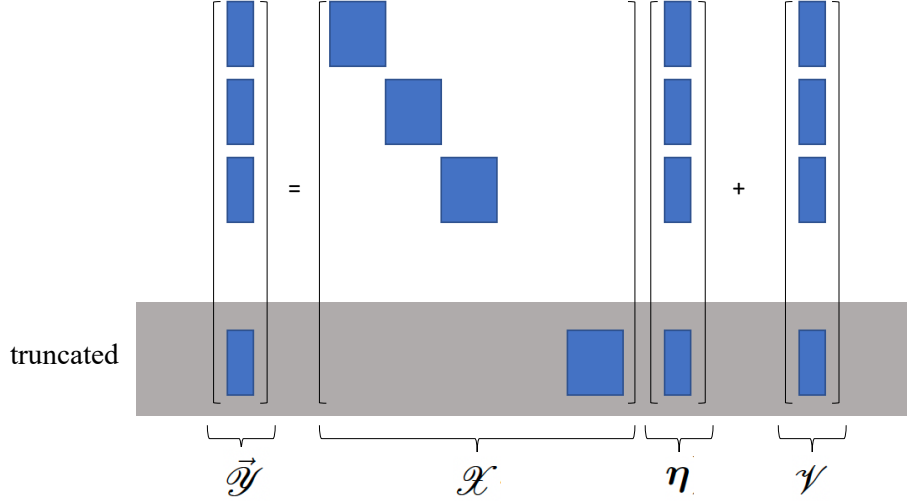 = +
truncated
𝒴⃗ 𝒳 η 𝒩